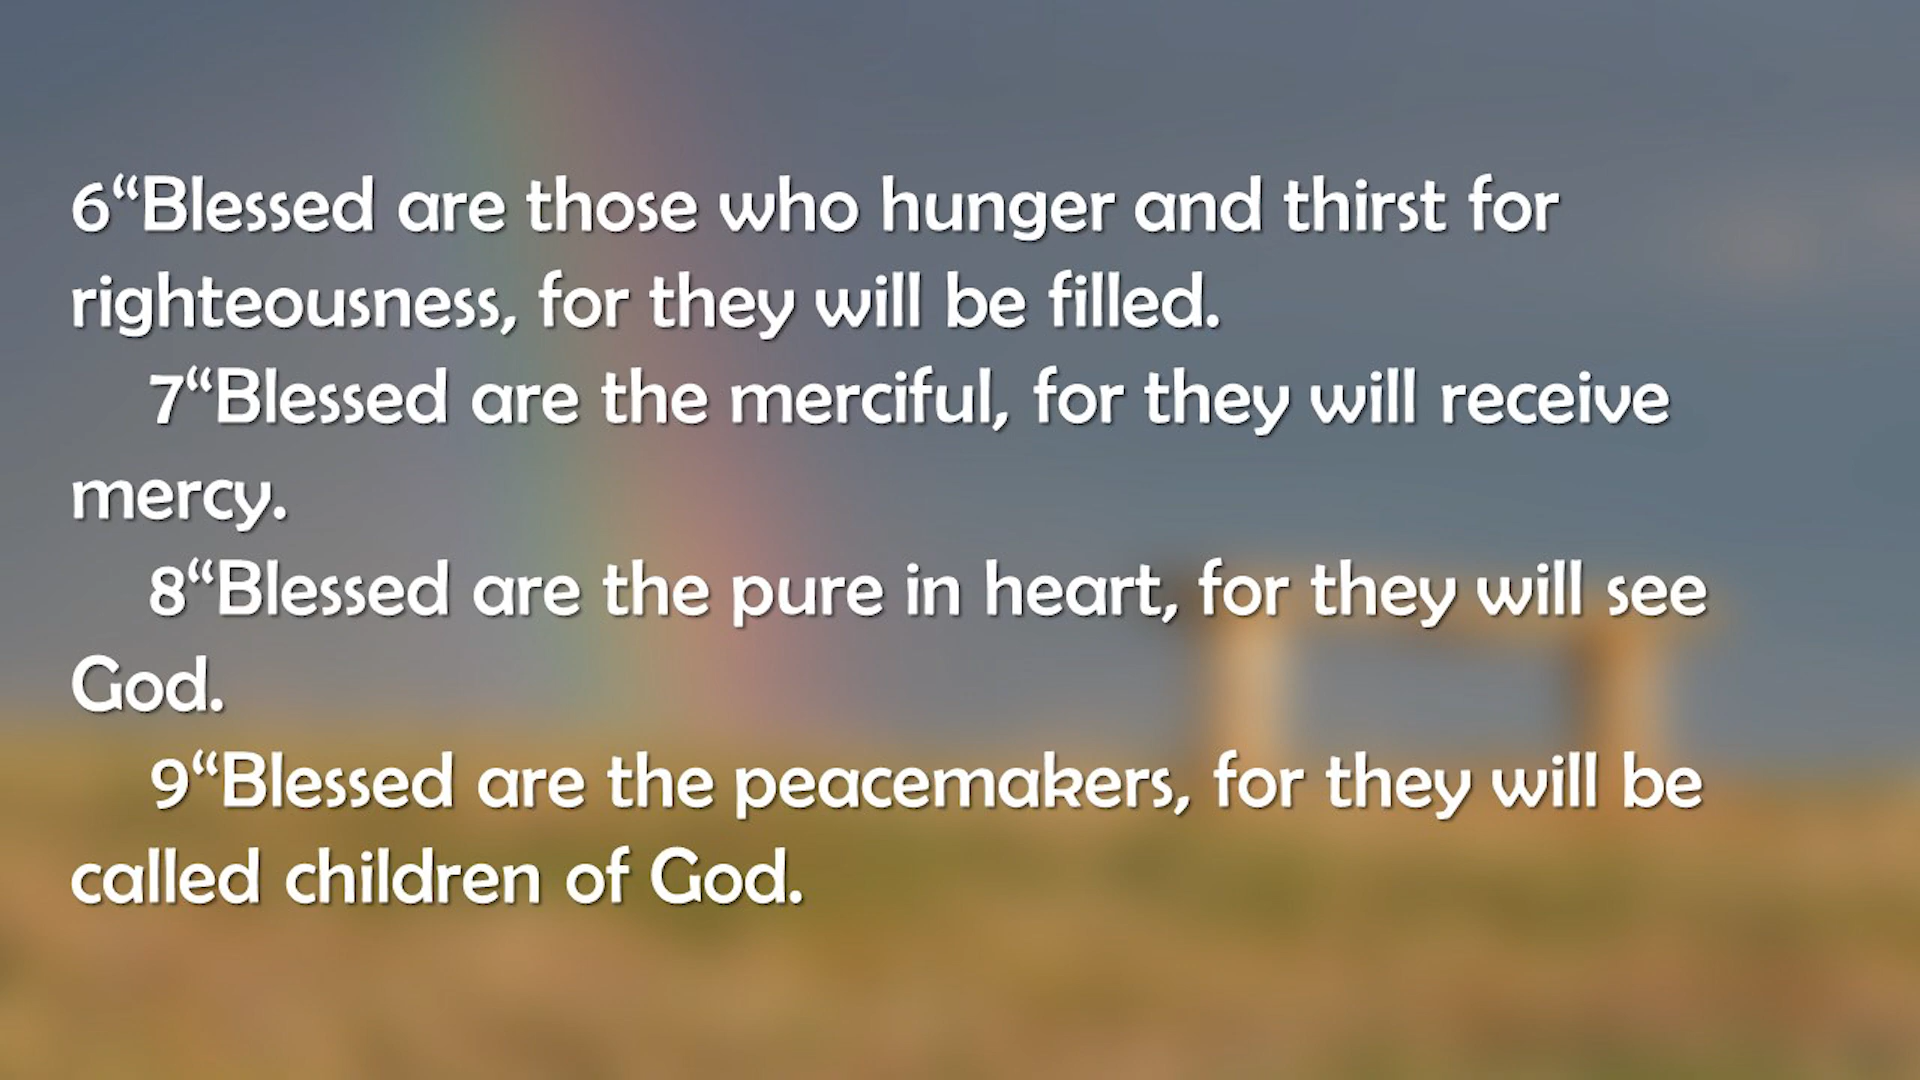 6“Blessed are those who hunger and thirst for
righteousness, for they will be filled.
7“Blessed are the merciful, for they will receive
mercy.
8“Blessed are the pure in heart, for they will see
God.
9“Blessed are the peacemakers, for they will be
called children of God.